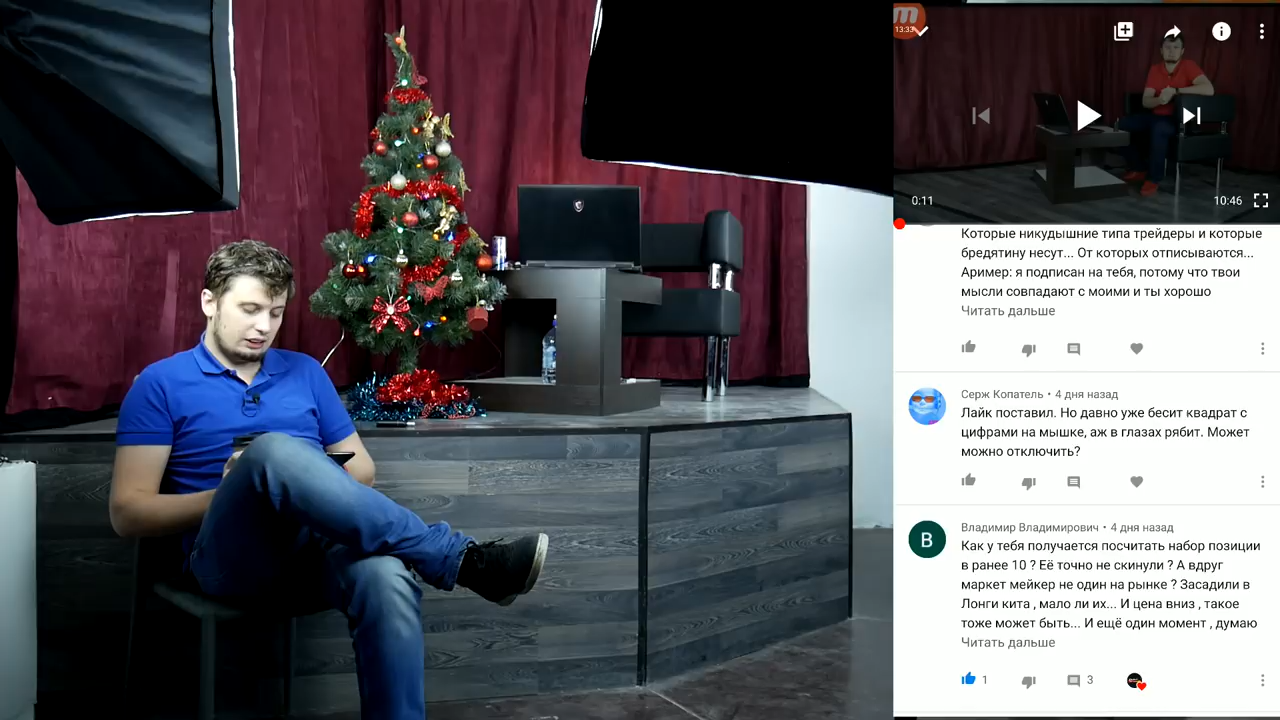 13:33
0:11
10:46
Которые никудышние типа трейдеры и которые
бредятину несут... От которых отписываются...
Аример: я подписан на тебя, потому что твои
мысли совпадают с моими и ты хорошо
Читать дальше
Серж Копатель • 4 дня назад
Лайк поставил. Но давно уже бесит квадрат с
цифрами на мышке, аж в глазах рябит. Может
можно отключить?
В
Владимир Владимирович • 4 дня назад
Как у тебя получается посчитать набор позиции
в ранее 10 ? Её точно не скинули ? А вдруг
маркет мейкер не один на рынке ? Засадили в
Лонги кита , мало ли их... И цена вниз , такое
тоже может быть... И ещё один момент , думаю
Читать дальше
1
3